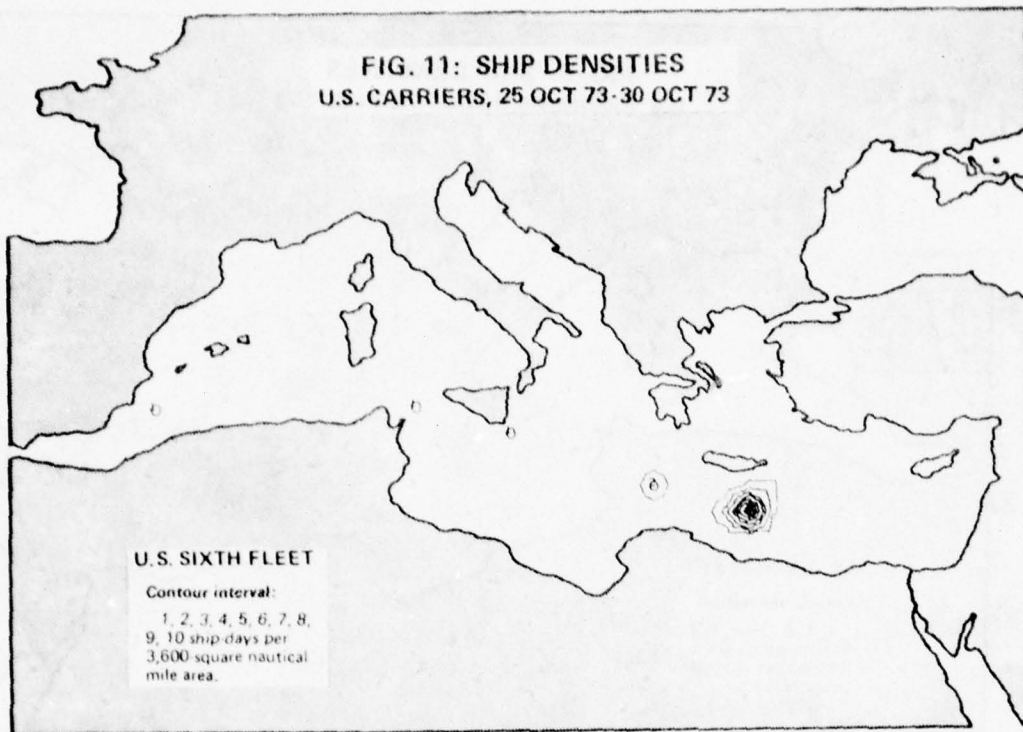 FIG. 11: SHIP DENSITIES
U.S. CARRIERS, 25 OCT 73-30 OCT 73
U.S. SIXTH FLEET
Contour interval:
1, 2, 3, 4, 5, 6, 7, 8,
9, 10 ship-days per
3,600-square nautical
mile area.